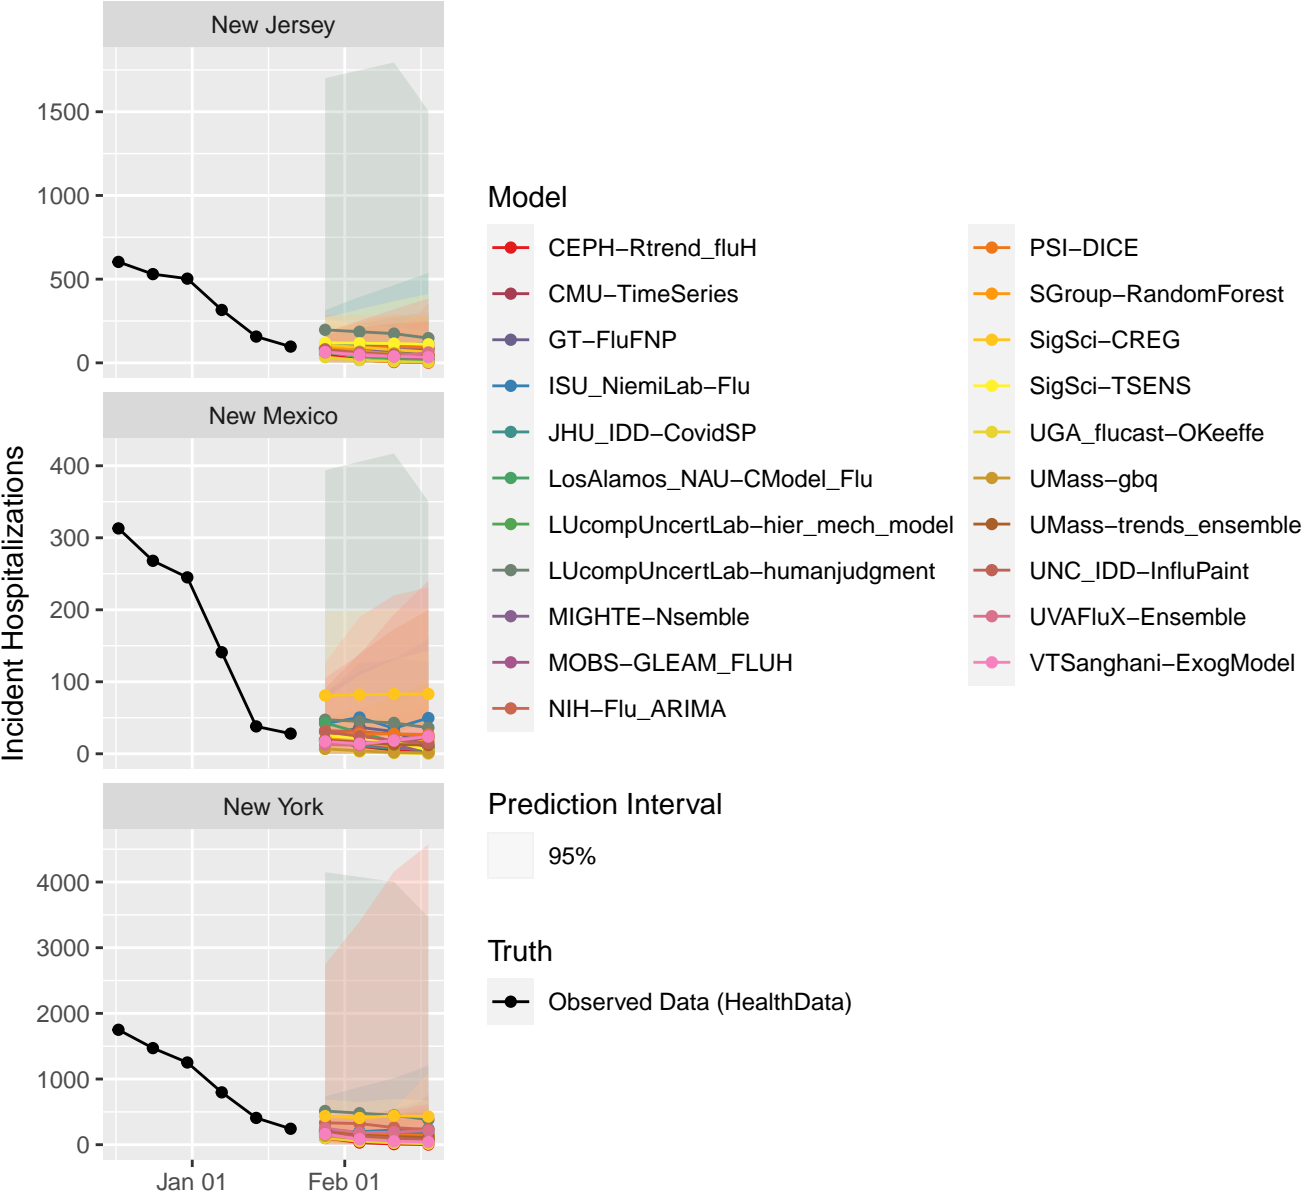 New Jersey
1500
1000
500
0
New Mexico
400
300
200
100
0
New York
4000
3000
2000
1000
0
Jan 01
Feb 01
Incident Hospitalizations
Model
CEPH−Rtrend_fluH
CMU−TimeSeries
GT−FluFNP
ISU_NiemiLab−Flu
JHU_IDD−CovidSP
LosAlamos_NAU−CModel_Flu
LUcompUncertLab−hier_mech_model
LUcompUncertLab−humanjudgment
MIGHTE−Nsemble
MOBS−GLEAM_FLUH
NIH−Flu_ARIMA
PSI−DICE
SGroup−RandomForest
SigSci−CREG
SigSci−TSENS
UGA_flucast−OKeeffe
UMass−gbq
UMass−trends_ensemble
UNC_IDD−InfluPaint
UVAFluX−Ensemble
VTSanghani−ExogModel
Prediction Interval
95%
Truth
Observed Data (HealthData)